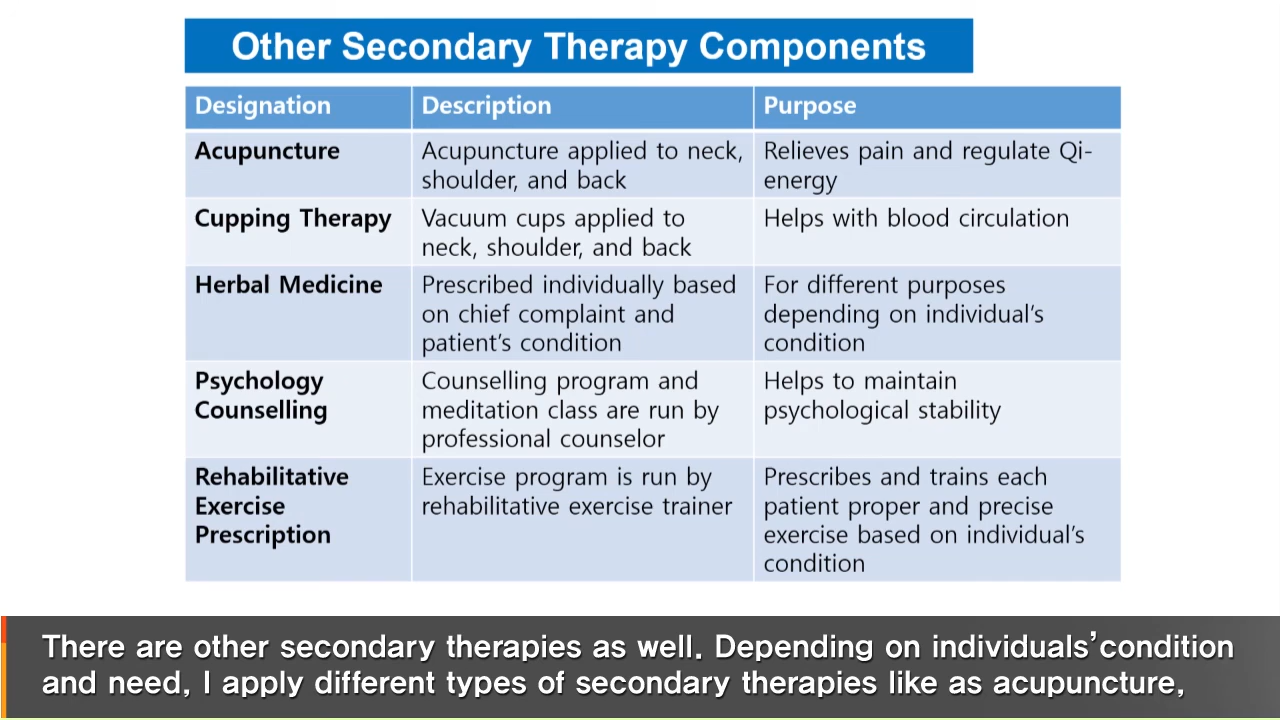 Other Secondary Therapy Components
Designation
Description
Purpose
Acupuncture
Acupuncture applied to neck,
shoulder, and back
Relieves pain and regulate Qi-
energy
Cupping Therapy
Vacuum cups applied to
neck, shoulder, and back
Helps with blood circulation
Herbal Medicine
Prescribed individually based
on chief complaint and
patient's condition
For different purposes
depending on individual's
condition
Psychology
Counselling
Counselling program and
meditation class are run by
professional counselor
Helps to maintain
psychological stability
Rehabilitative
Exercise
Prescription
Exercise program is run by
rehabilitative exercise trainer
Prescribes and trains each
patient proper and precise
exercise based on individual's
condition
There are other secondary therapies as well. Depending on individuals' condition
and need, I apply different types of secondary therapies like as acupuncture,